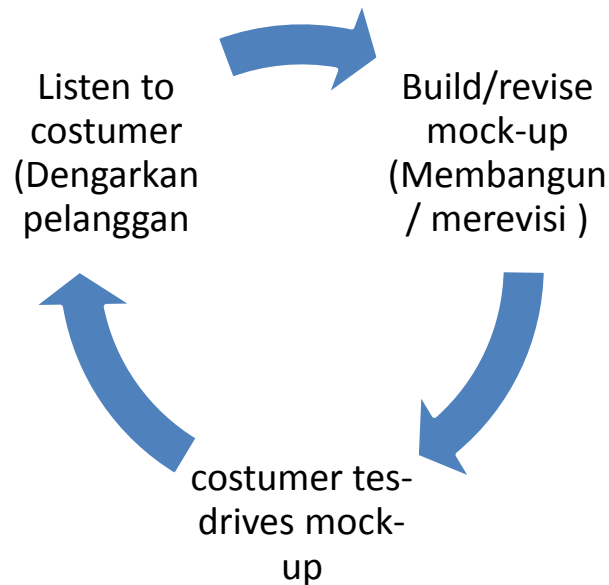 Listen to
costumer
(Dengarkan
pelanggan
Build/revise
mock-up
(Membangun
/ merevisi )
costumer tes-
drives mock-
up